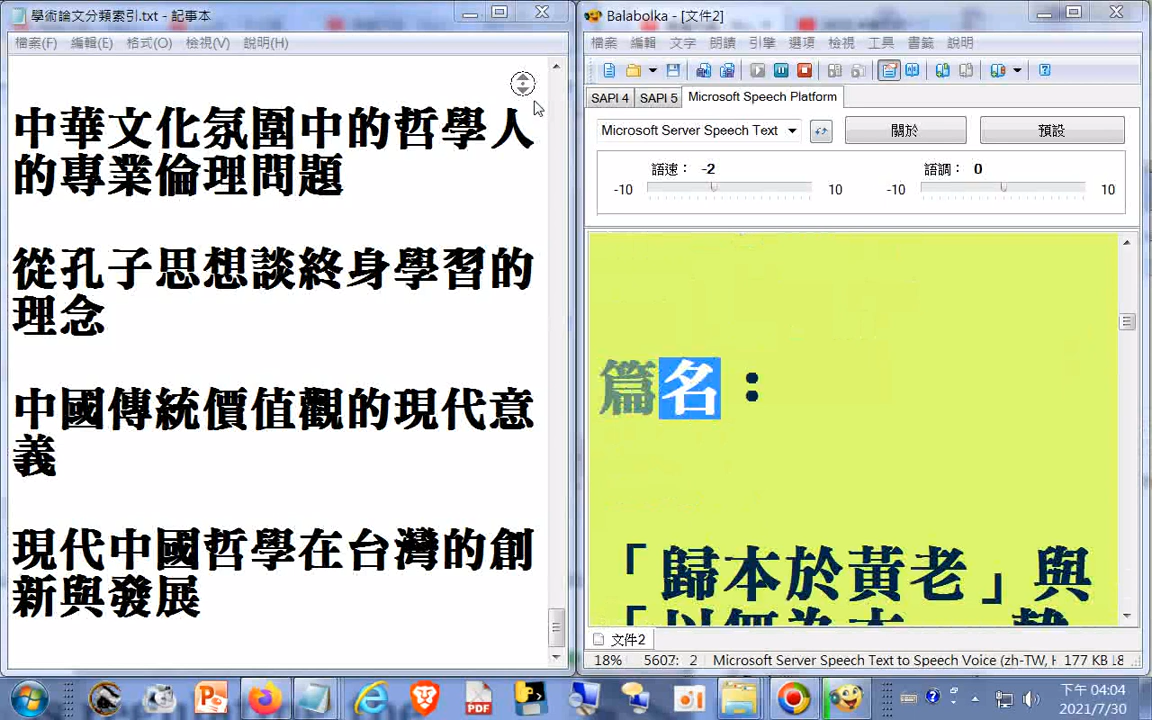 學術論文分類索引.txt - 記事本
檔案(F) 編輯(E) 格式(O) 檢視(V) 說明(H)
中華文化氛圍中的哲學人
的專業倫理問題
從孔子思想談終身學習的
理念
中國傳統價值觀的現代意
義
現代中國哲學在台灣的創
新與發展
Balabolka - [文件2]
檔案 編輯 文字 朗讀 引擎 選項 檢視 工具 書籤 說明
SAPI 4 SAPI 5 Microsoft Speech Platform
Microsoft Server Speech Text 關於 預設
語速： -2 語調： 0
-10 10 -10 10
篇名：
「歸本於黃老」與
「以無為本
文件2
18% 5607: 2 Microsoft Server Speech Text to Speech Voice (zh-TW, 177 KB
PDF
下午 04:04
2021/7/30